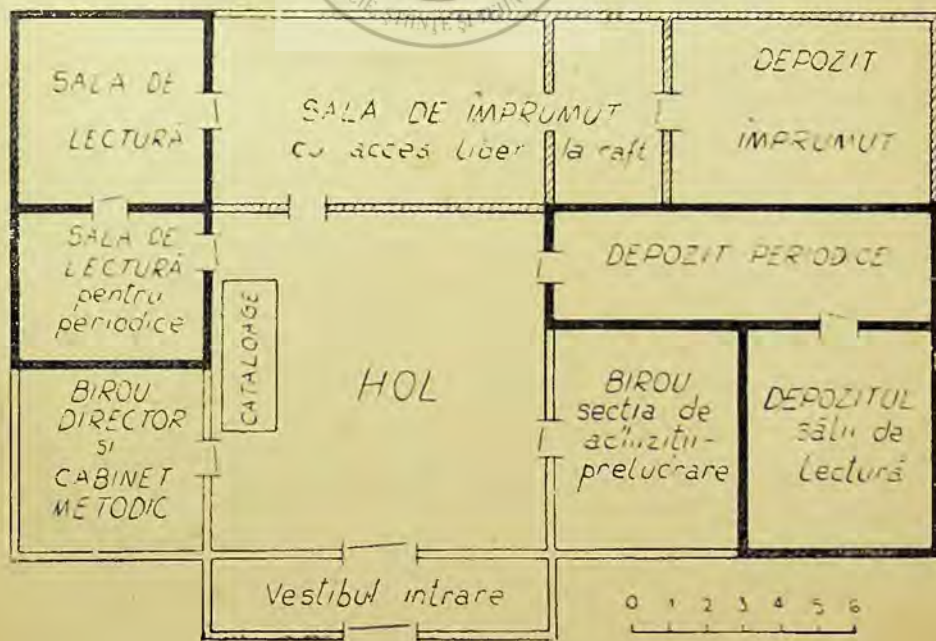 ȘTIINȚE ȘI
SALA DE
LECTURĂ
SALA DE ÎMPRUMUT
cu acces liber la raft
DEPOZIT
ÎMPRUMUT
SALA DE
LECTURĂ
pentru
periodice
CATALOAGE
HOL
DEPOZIT PERIODICE
BIROU
DIRECTOR
si
CABINET
METODIC
BIROU
secția de
achiziții-
prelucrare
DEPOZITUL
sălii de
lectură
Vestibul intrare
0 1 2 3 4 5 6